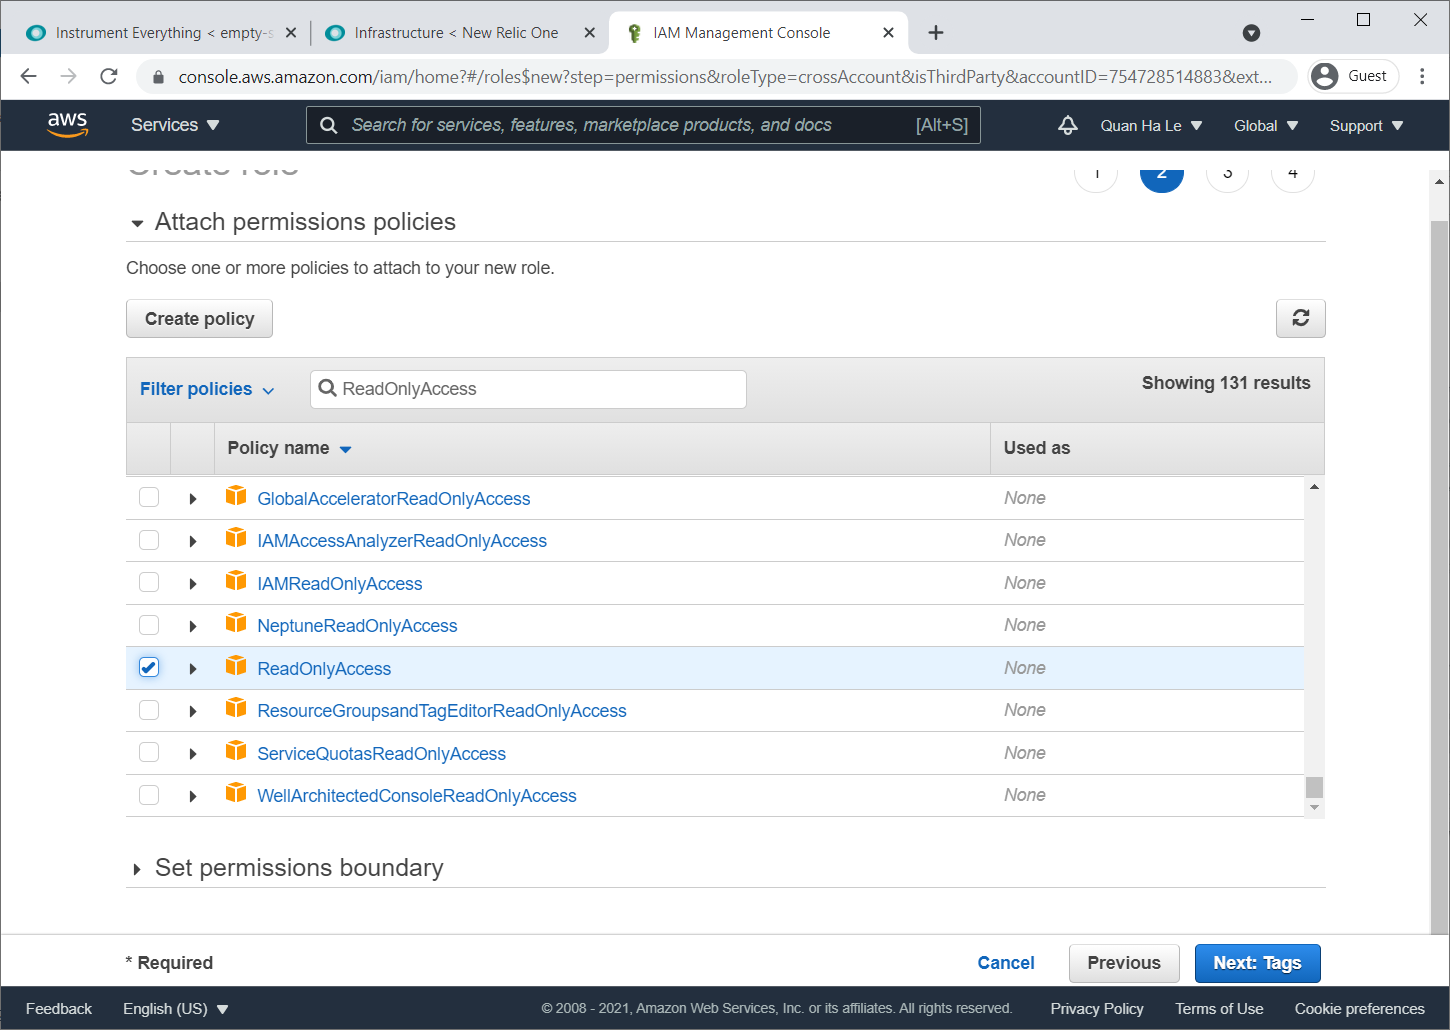 Instrument Everything < empty-s
Infrastructure < New Relic One
IAM Management Console
console.aws.amazon.com/iam/home?#/roles$new?step=permissions&roleType=crossAccount&isThirdParty&accountID=754728514883&ext...
Guest
aws
Services
Search for services, features, marketplace products, and docs
[Alt+S]
Quan Ha Le
Global
Support
Create role
1
2
3
4
Attach permissions policies
Choose one or more policies to attach to your new role.
Create policy
Filter policies
ReadOnlyAccess
Showing 131 results
Policy name
Used as
GlobalAcceleratorReadOnlyAccess
None
IAMAccessAnalyzerReadOnlyAccess
None
IAMReadOnlyAccess
None
NeptuneReadOnlyAccess
None
ReadOnlyAccess
None
ResourceGroupsandTagEditorReadOnlyAccess
None
ServiceQuotasReadOnlyAccess
None
WellArchitectedConsoleReadOnlyAccess
None
Set permissions boundary
* Required
Cancel
Previous
Next: Tags
Feedback
English (US)
© 2008 - 2021, Amazon Web Services, Inc. or its affiliates. All rights reserved.
Privacy Policy
Terms of Use
Cookie preferences